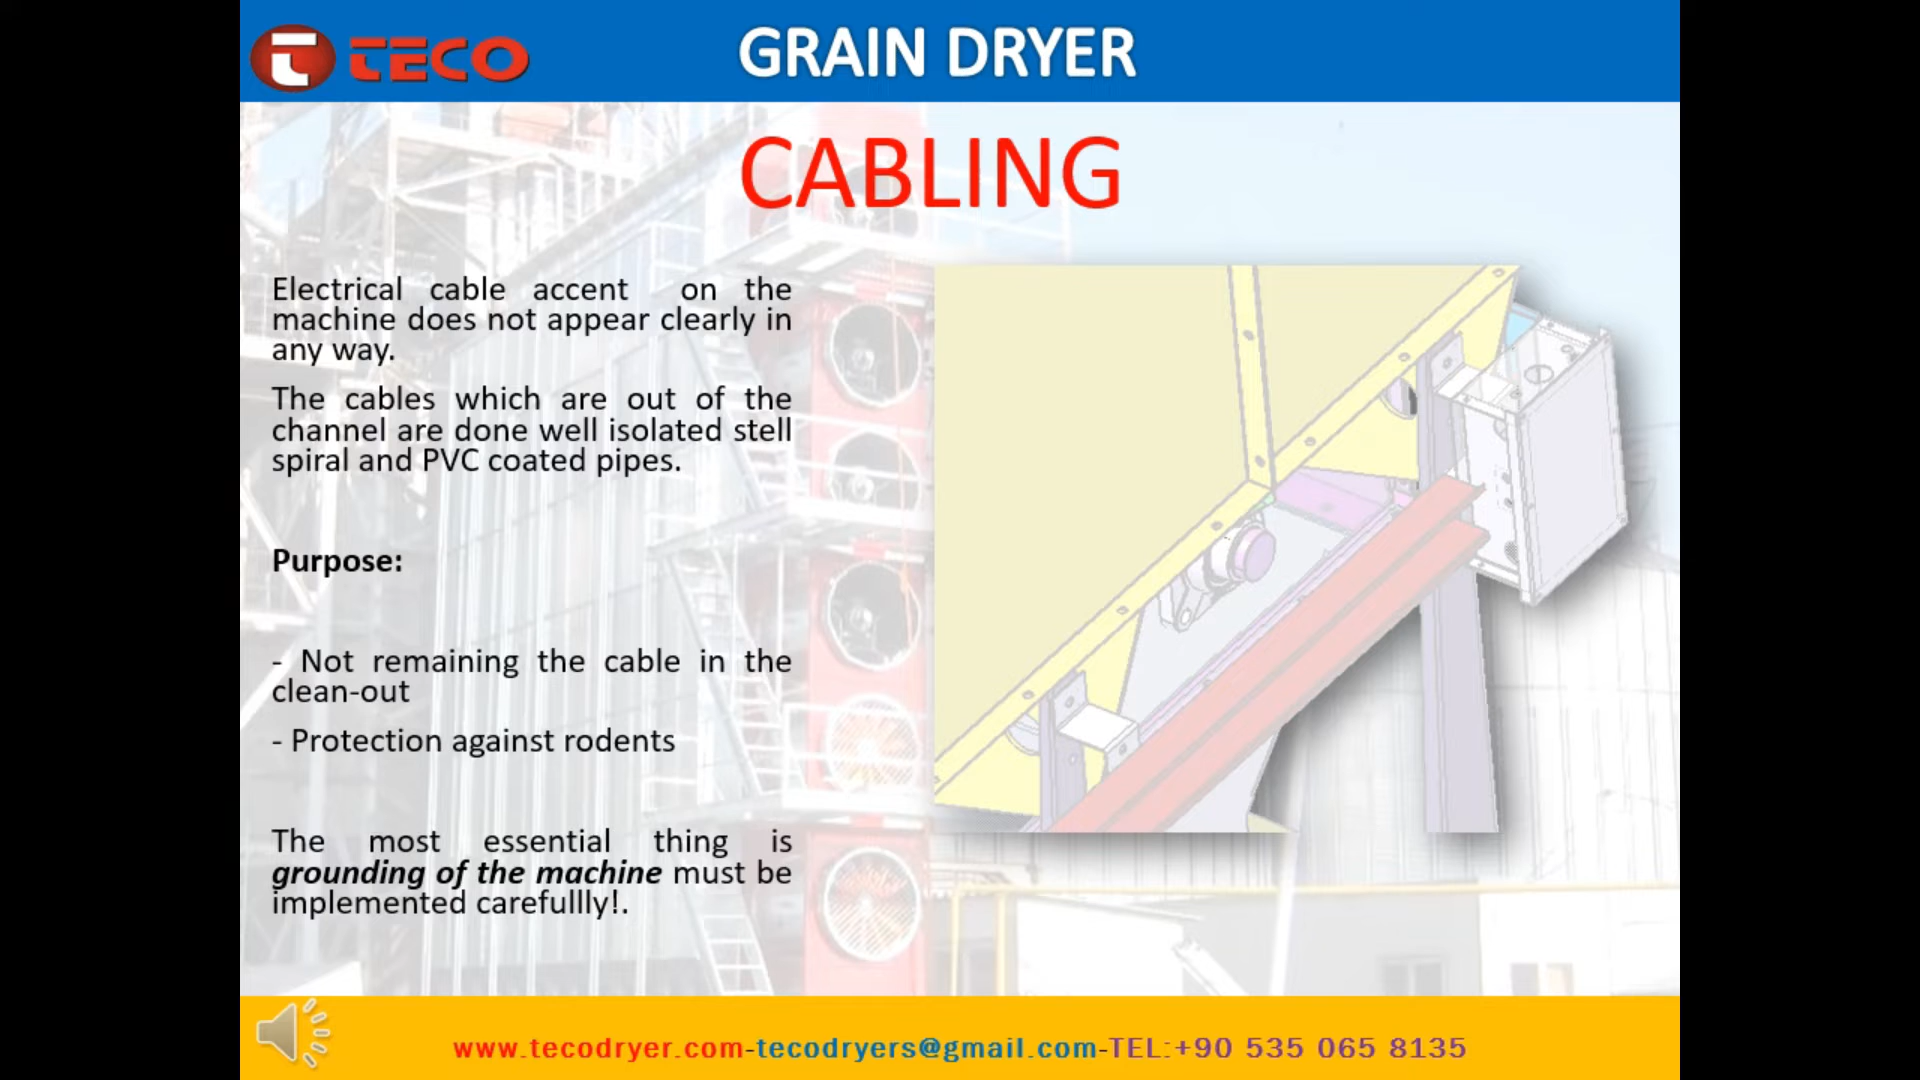 TECO
GRAIN DRYER
CABLING
Electrical cable accent on the
machine does not appear clearly in
any way.
The cables which are out of the
channel are done well isolated stell
spiral and PVC coated pipes.
Purpose:
- Not remaining the cable in the
clean-out
- Protection against rodents
The most essential thing is
grounding of the machine must be
implemented carefullly!.
www.tecodryer.com-tecodryers@gmail.com-TEL:+90 535 065 8135